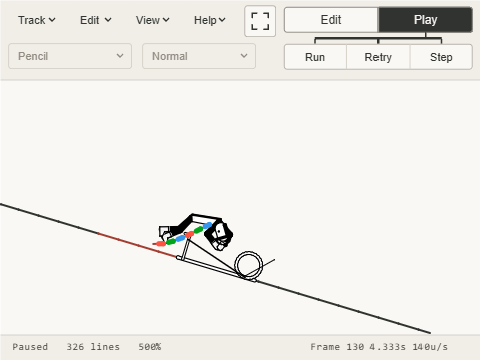 Track Edit View Help Edit Play
Pencil Normal Run Retry Step
Paused 326 lines 500% Frame 130 4.333s 140u/s